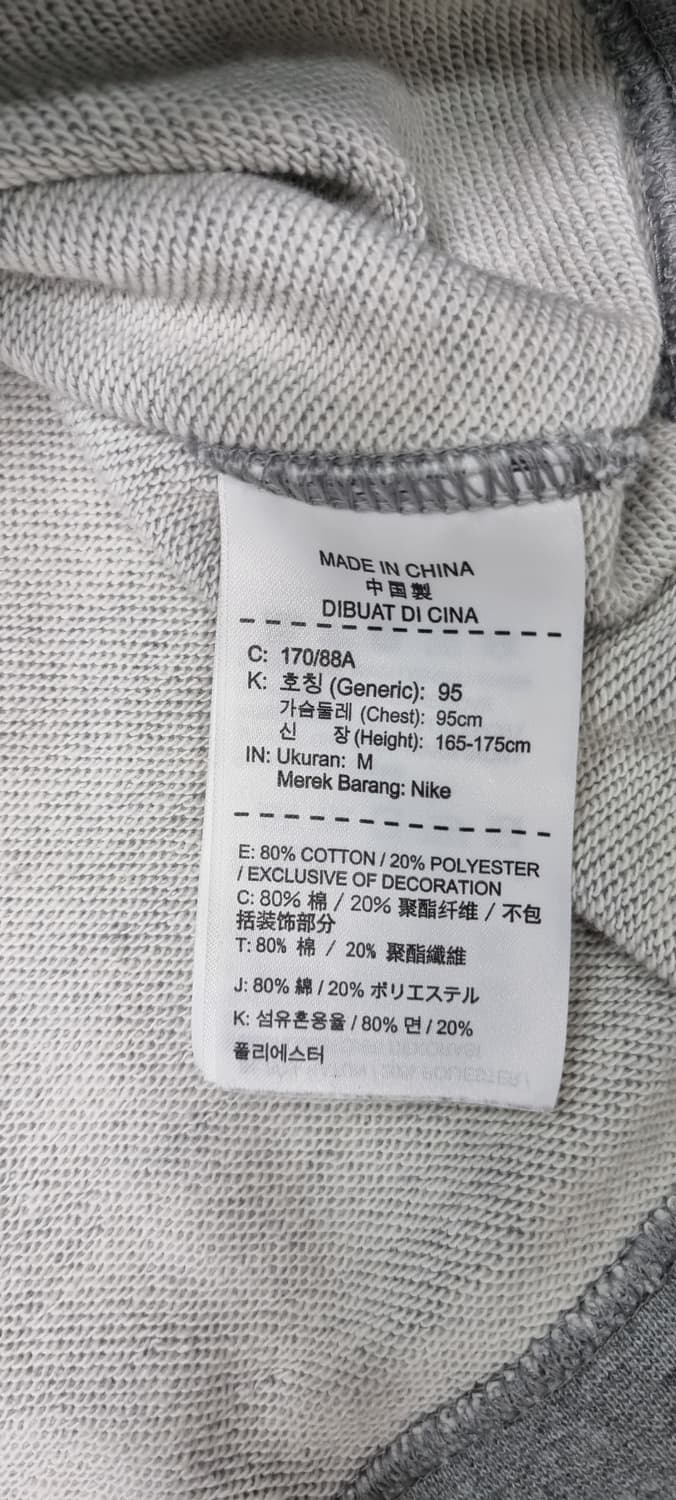 MADE IN CHINA
中国製
DIBUAT DI CINA
C: 170/88A
K: 호칭 (Generic): 95
가슴둘레 (Chest): 95cm
신 장 (Height): 165-175cm
IN: Ukuran: M
Merek Barang: Nike
E: 80% COTTON / 20% POLYESTER
/ EXCLUSIVE OF DECORATION
C: 80% 棉 / 20% 聚酯纤维 / 不包
括装饰部分
T: 80% 棉 / 20% 聚酯纖維
J: 80% 綿 / 20% ポリエステル
K: 섬유혼용율 / 80% 면 / 20%
폴리에스터